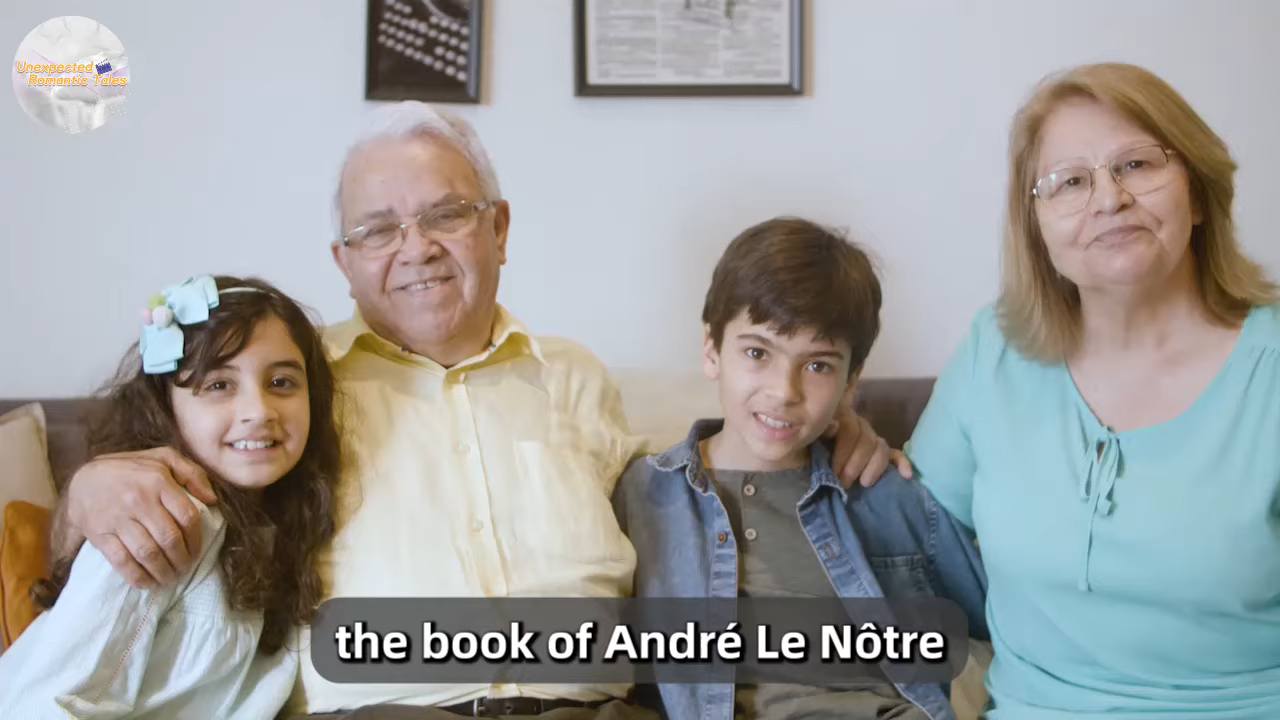 Unexpected
Romantic Tales
the book of André Le Nôtre